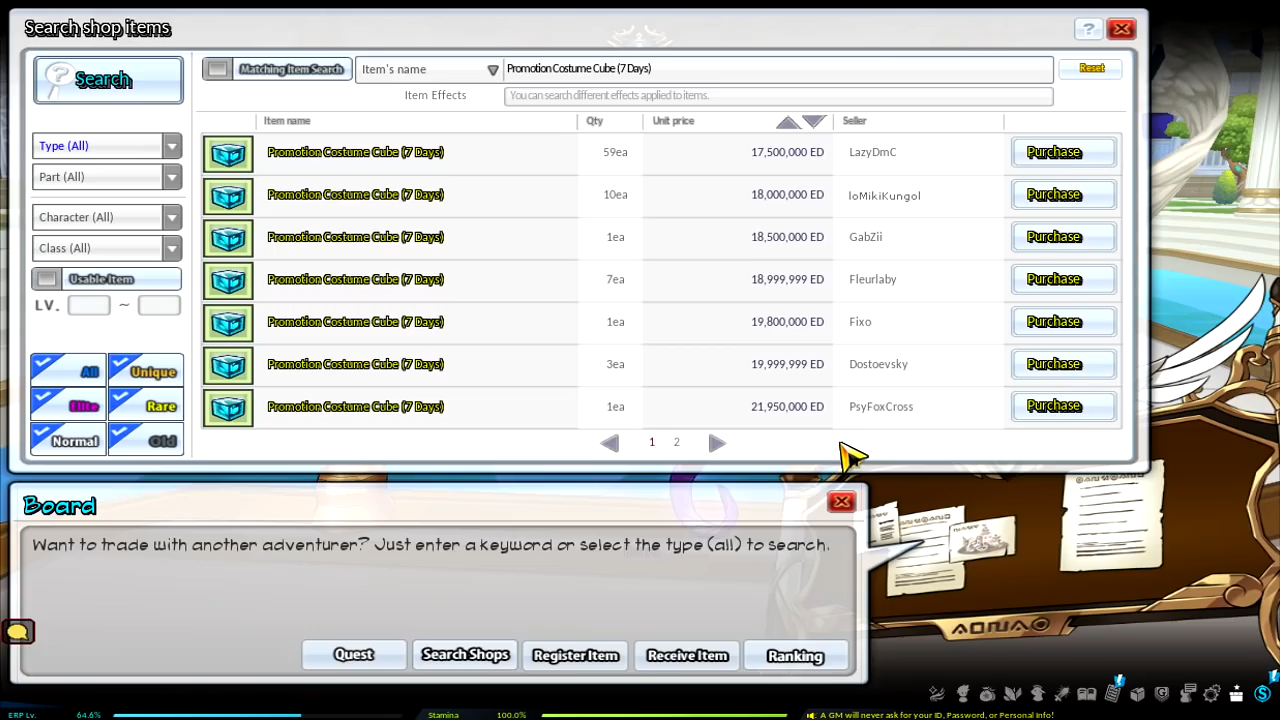 Search shop items
?
Search
Matching Item Search
Item's name
Promotion Costume Cube (7 Days)
Reset
Item Effects
You can search different effects applied to items.
Item name Qty Unit price Seller
Type (All)
Part (All)
Character (All)
Class (All)
Usable Item
LV. ~
All Unique
Elite Rare
Normal Old
Promotion Costume Cube (7 Days) 59ea 17,500,000 ED LazyDmC Purchase
Promotion Costume Cube (7 Days) 10ea 18,000,000 ED IoMikiKungol Purchase
Promotion Costume Cube (7 Days) 1ea 18,500,000 ED GabZii Purchase
Promotion Costume Cube (7 Days) 7ea 18,999,999 ED Fleurlaby Purchase
Promotion Costume Cube (7 Days) 1ea 19,800,000 ED Fixo Purchase
Promotion Costume Cube (7 Days) 3ea 19,999,999 ED Dostoevsky Purchase
Promotion Costume Cube (7 Days) 1ea 21,950,000 ED PsyFoxCross Purchase
1 2
Board
Want to trade with another adventurer? Just enter a keyword or select the type (all) to search.
Quest Search Shops Register Item Receive Item Ranking
ERP Lv. 64.6% Stamina 100.0% A GM will never ask for your ID, Password, or Personal Info!